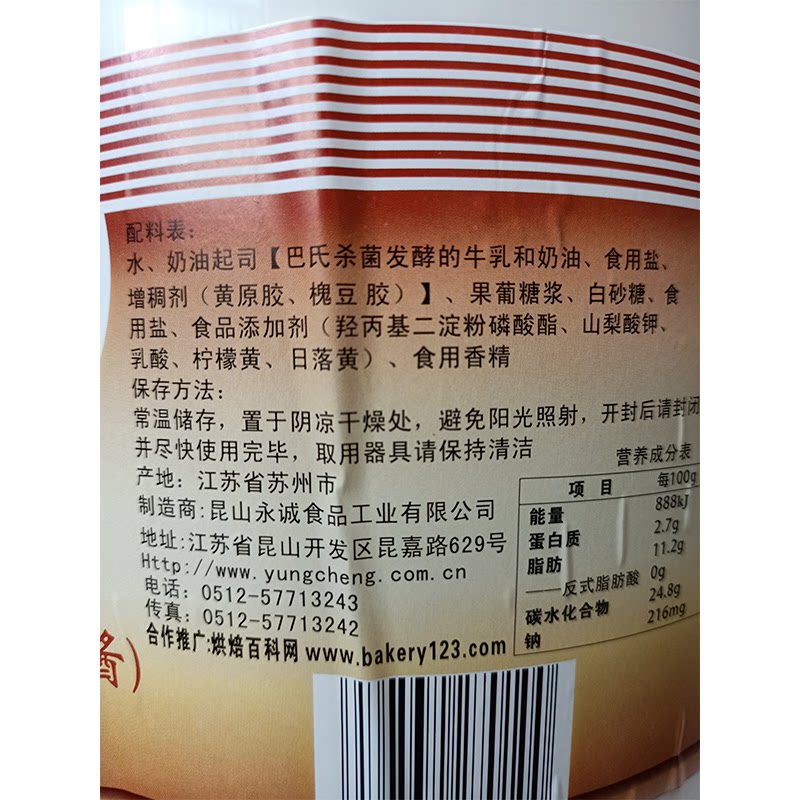 配料表：
水、奶油起司【巴氏杀菌发酵的牛乳和奶油、食用盐、
增稠剂（黄原胶、槐豆胶）】、果葡糖浆、白砂糖、食
用盐、食品添加剂（羟丙基二淀粉磷酸酯、山梨酸钾、
乳酸、柠檬黄、日落黄）、食用香精
保存方法：
常温储存，置于阴凉干燥处，避免阳光照射，开封后请封闭
并尽快使用完毕，取用器具请保持清洁
产地：江苏省苏州市
制造商:昆山永诚食品工业有限公司
地址:江苏省昆山开发区昆嘉路629号
Http://www.yungcheng.com.cn
电话：0512-57713243
传真：0512-57713242
合作推广:烘焙百科网 www.bakery123.com
营养成分表
项 目 每100g
能量 888kJ
蛋白质 2.7g
脂肪 11.2g
——反式脂肪酸 0g
碳水化合物 24.8g
钠 216mg
酱)